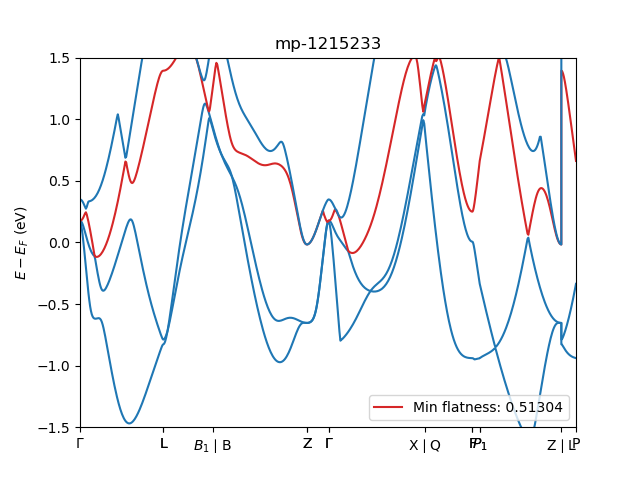 mp-1215233
E − E_F (eV)
1.5
1.0
0.5
0.0
−0.5
−1.0
−1.5
Min flatness: 0.51304
Γ L B₁ | B Z Γ X | Q F P₁ Z | L P